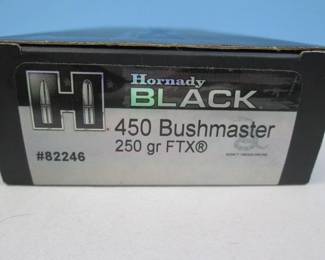 Hornady
BLACK
H
450 Bushmaster
250 gr FTX®
#82246